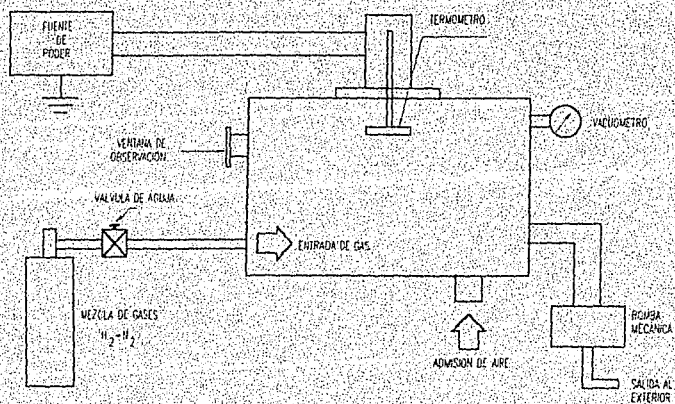 FUENTE
DE
PODER
TERMOMETRO
VENTANA DE
OBSERVACION
VACUOMETRO
VALVULA DE AGUJA
ENTRADA DE GAS
MEZCLA DE GASES
ADMISION DE AIRE
BOMBA
MECANICA
SALIDA AL
EXTERIOR